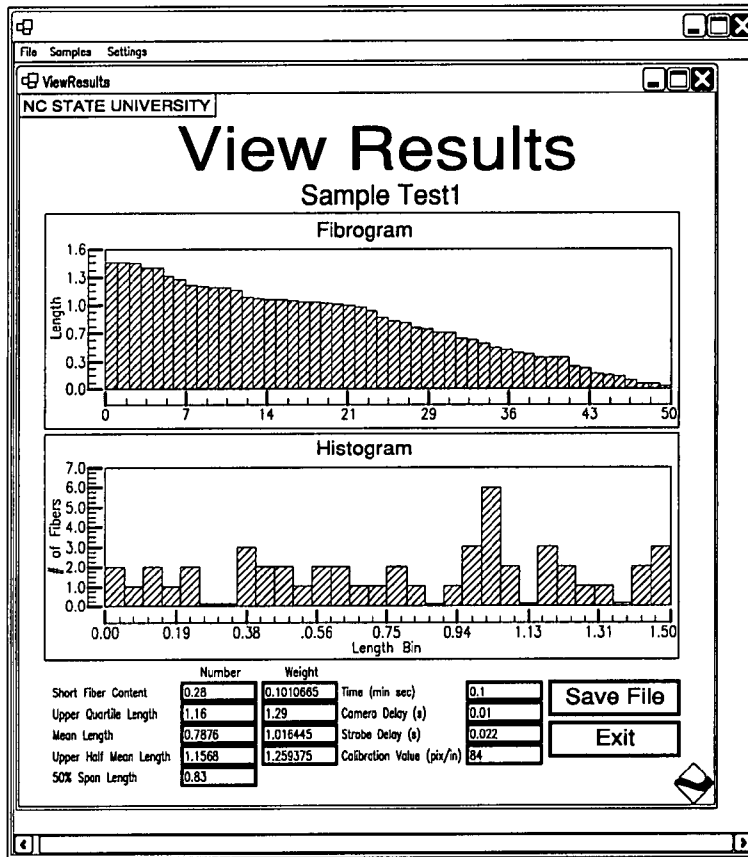 File Samples Settings
ViewResults
NC STATE UNIVERSITY
View Results
Sample Test1
Fibrogram
Length
1.6
1.3
1.0
0.7
0.3
0.0
0 7 14 21 29 36 43 50
Histogram
# of Fibers
7.0
6.0
5.0
4.0
3.0
2.0
1.0
0.0
0.00 0.19 0.38 0.56 0.75 0.94 1.13 1.31 1.50
Length Bin
Number Weight
Short Fiber Content 0.28 0.1010665 Time (min sec) 0.1 Save File
Upper Quartile Length 1.16 1.29 Camera Delay (s) 0.01
Mean Length 0.7876 1.016445 Strobe Delay (s) 0.022 Exit
Upper Half Mean Length 1.1568 1.259375 Calibration Value (pix/in) 84
50% Span Length 0.83